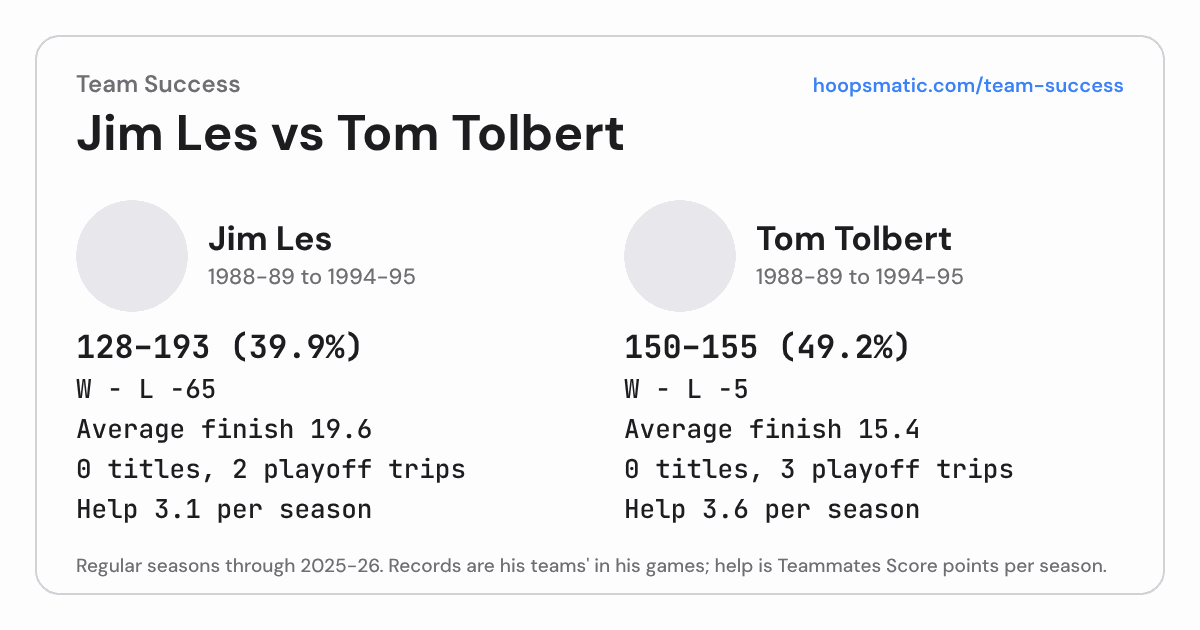 Team Success
hoopsmatic.com/team-success
Jim Les vs Tom Tolbert
Jim Les
1988-89 to 1994-95
128-193 (39.9%)
W - L -65
Average finish 19.6
0 titles, 2 playoff trips
Help 3.1 per season
Tom Tolbert
1988-89 to 1994-95
150-155 (49.2%)
W - L -5
Average finish 15.4
0 titles, 3 playoff trips
Help 3.6 per season
Regular seasons through 2025-26. Records are his teams' in his games; help is Teammates Score points per season.